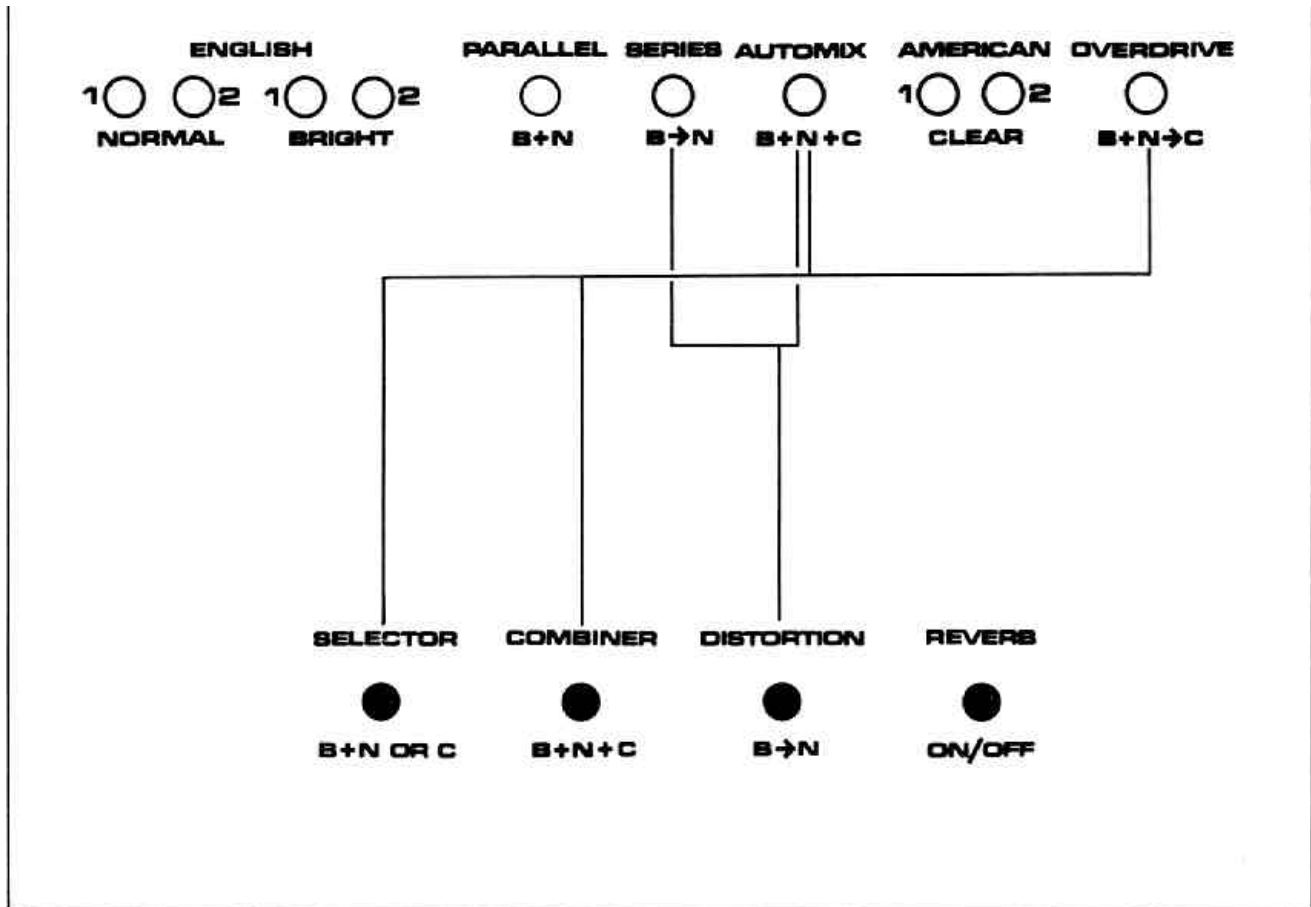 ENGLISH PARALLEL SERIES AUTOMIX AMERICAN OVERDRIVE
1 2 1 2 1 2
NORMAL BRIGHT B+N B→N B+N+C CLEAR B+N→C
SELECTOR COMBINER DISTORTION REVERB
B+N OR C B+N+C B→N ON/OFF